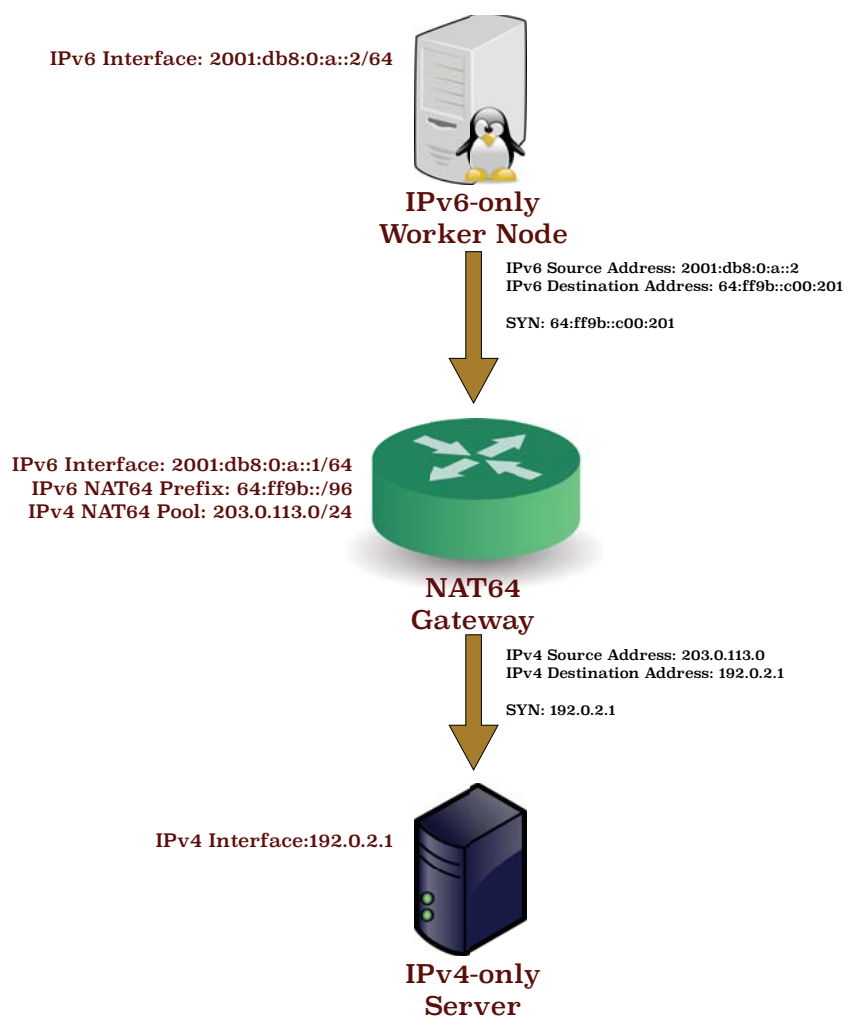 IPv6 Interface: 2001:db8:0:a::2/64
IPv6-only
Worker Node
IPv6 Source Address: 2001:db8:0:a::2
IPv6 Destination Address: 64:ff9b::c00:201
SYN: 64:ff9b::c00:201
IPv6 Interface: 2001:db8:0:a::1/64
IPv6 NAT64 Prefix: 64:ff9b::/96
IPv4 NAT64 Pool: 203.0.113.0/24
NAT64
Gateway
IPv4 Source Address: 203.0.113.0
IPv4 Destination Address: 192.0.2.1
SYN: 192.0.2.1
IPv4 Interface:192.0.2.1
IPv4-only
Server